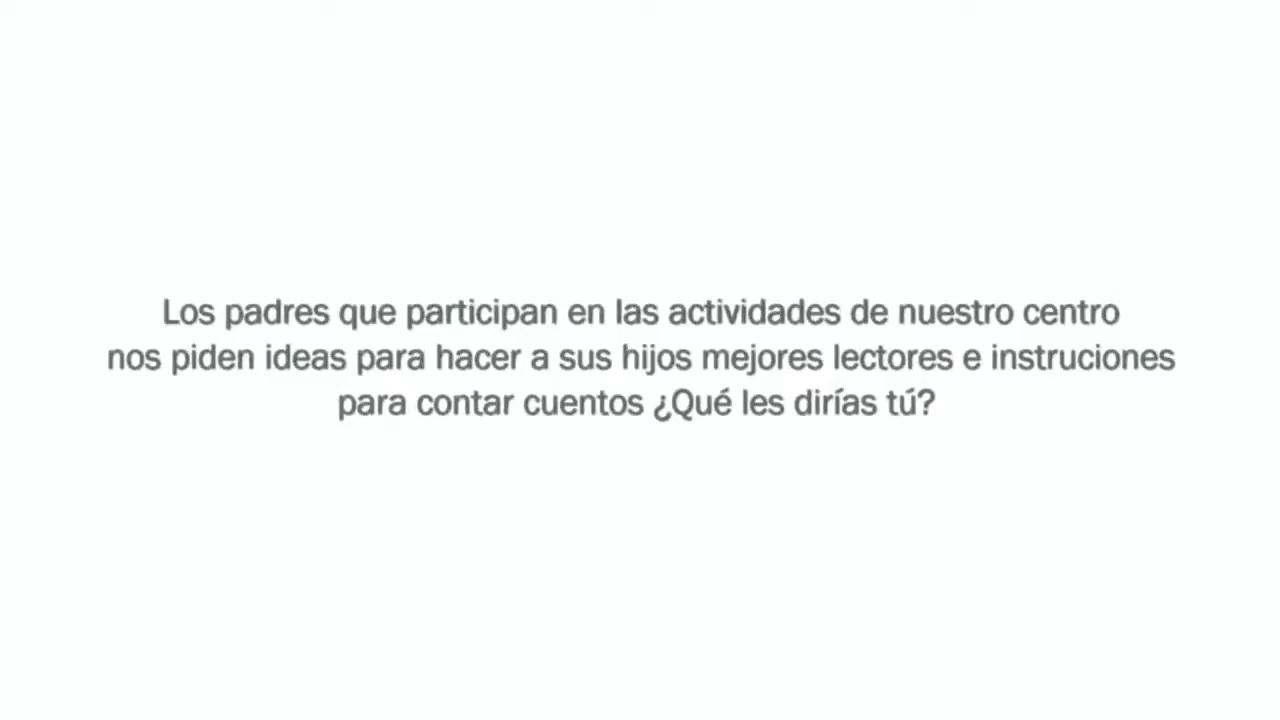 Los padres que participan en las actividades de nuestro centro
nos piden ideas para hacer a sus hijos mejores lectores e instruciones
para contar cuentos ¿Qué les dirías tú?